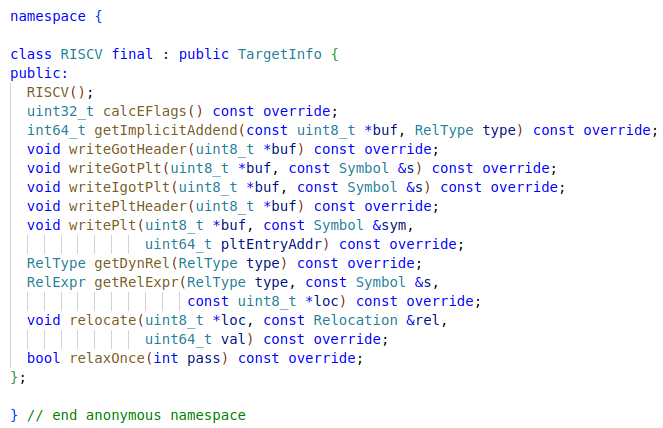 namespace {

class RISCV final : public TargetInfo {
public:
  RISCV();
  uint32_t calcEFlags() const override;
  int64_t getImplicitAddend(const uint8_t *buf, RelType type) const override;
  void writeGotHeader(uint8_t *buf) const override;
  void writeGotPlt(uint8_t *buf, const Symbol &s) const override;
  void writeIgotPlt(uint8_t *buf, const Symbol &s) const override;
  void writePltHeader(uint8_t *buf) const override;
  void writePlt(uint8_t *buf, const Symbol &sym,
                uint64_t pltEntryAddr) const override;
  RelType getDynRel(RelType type) const override;
  RelExpr getRelExpr(RelType type, const Symbol &s,
                     const uint8_t *loc) const override;
  void relocate(uint8_t *loc, const Relocation &rel,
                uint64_t val) const override;
  bool relaxOnce(int pass) const override;
};

} // end anonymous namespace